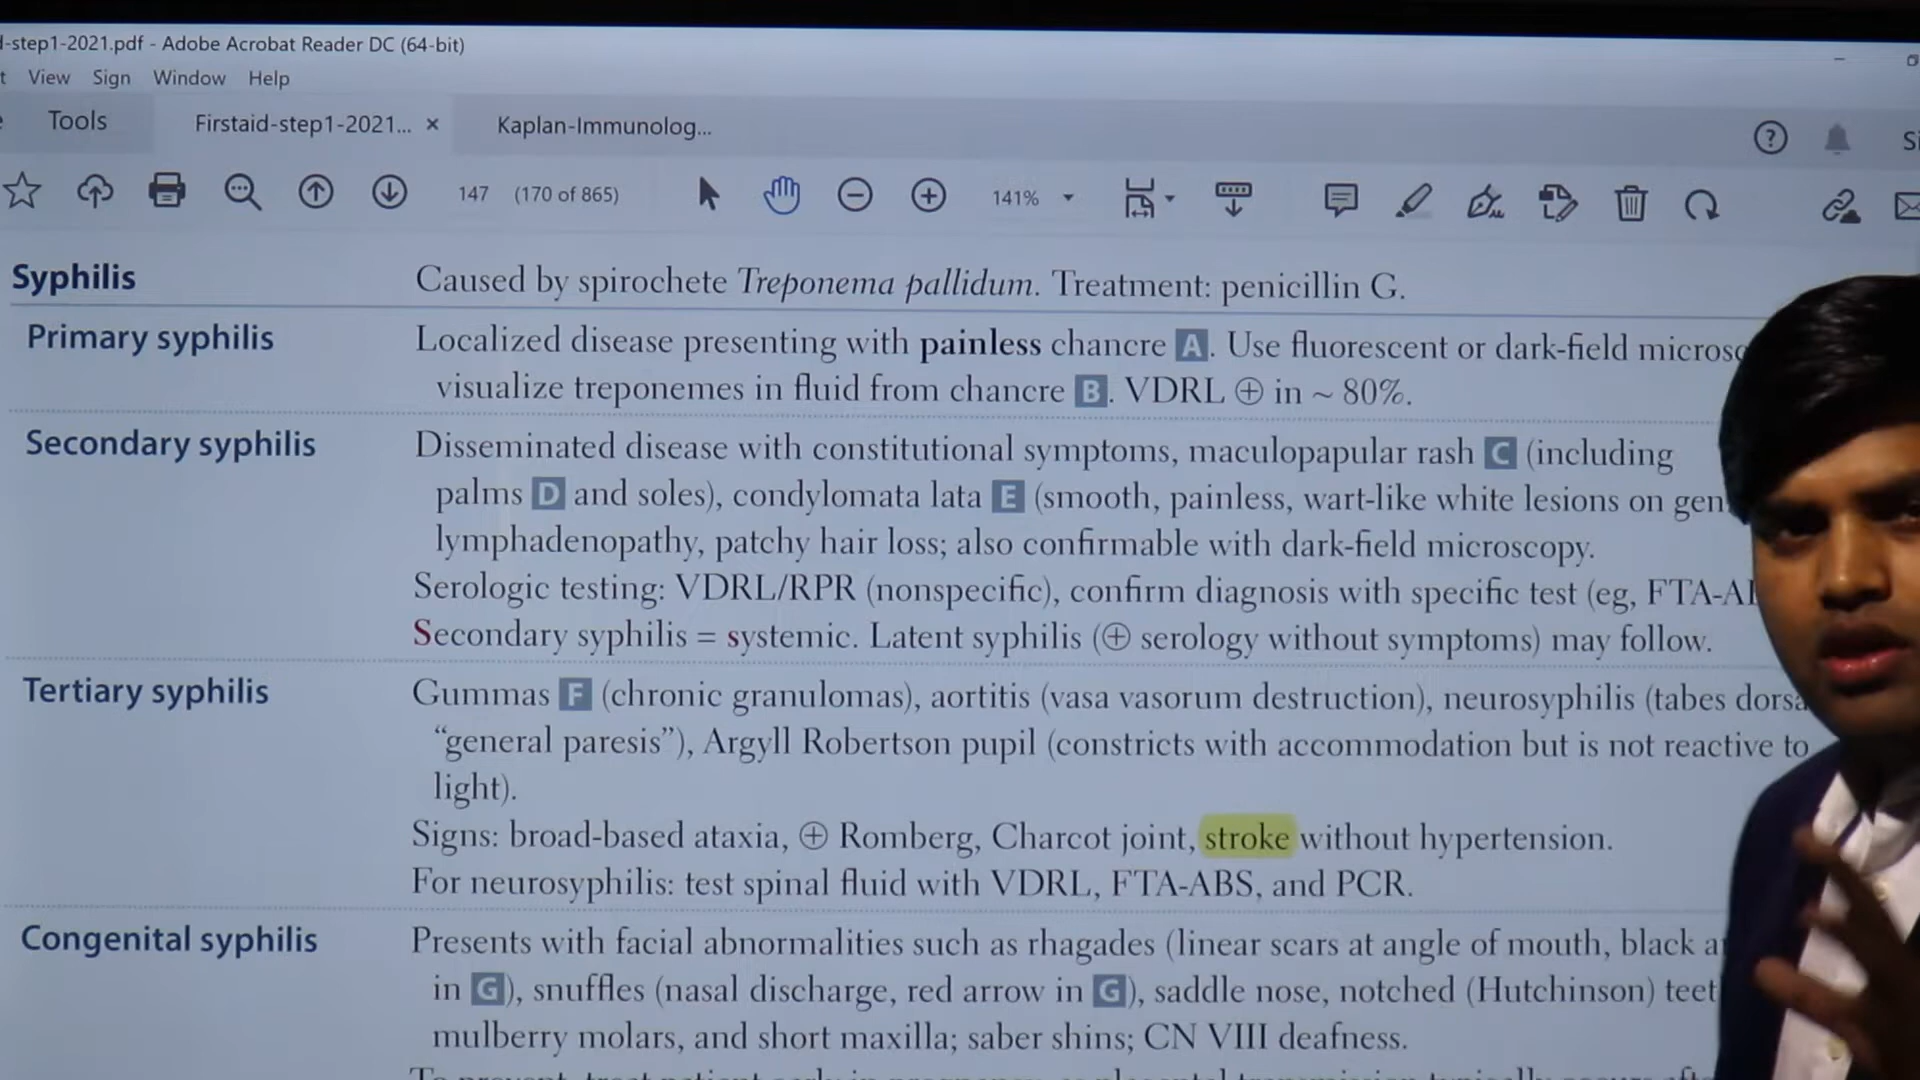 -step1-2021.pdf - Adobe Acrobat Reader DC (64-bit)
View Sign Window Help
Tools Firstaid-step1-2021... × Kaplan-Immunolog...
147 (170 of 865) 141%
Syphilis Caused by spirochete Treponema pallidum. Treatment: penicillin G.
Primary syphilis Localized disease presenting with painless chancre A. Use fluorescent or dark-field
visualize treponemes in fluid from chancre B. VDRL ⊕ in ~ 80%.
Secondary syphilis Disseminated disease with constitutional symptoms, maculopapular rash C (including
palms D and soles), condylomata lata E (smooth, painless, wart-like white lesions on
lymphadenopathy, patchy hair loss; also confirmable with dark-field microscopy.
Serologic testing: VDRL/RPR (nonspecific), confirm diagnosis with specific test (eg,
Secondary syphilis = systemic. Latent syphilis (⊕ serology without symptoms) may follow.
Tertiary syphilis Gummas F (chronic granulomas), aortitis (vasa vasorum destruction), neurosyphilis (tabes
“general paresis”), Argyll Robertson pupil (constricts with accommodation but is not reactive to
light).
Signs: broad-based ataxia, ⊕ Romberg, Charcot joint, stroke without hypertension.
For neurosyphilis: test spinal fluid with VDRL, FTA-ABS, and PCR.
Congenital syphilis Presents with facial abnormalities such as rhagades (linear scars at angle of mouth, black
in G), snuffles (nasal discharge, red arrow in G), saddle nose, notched (Hutchinson)
mulberry molars, and short maxilla; saber shins; CN VIII deafness.